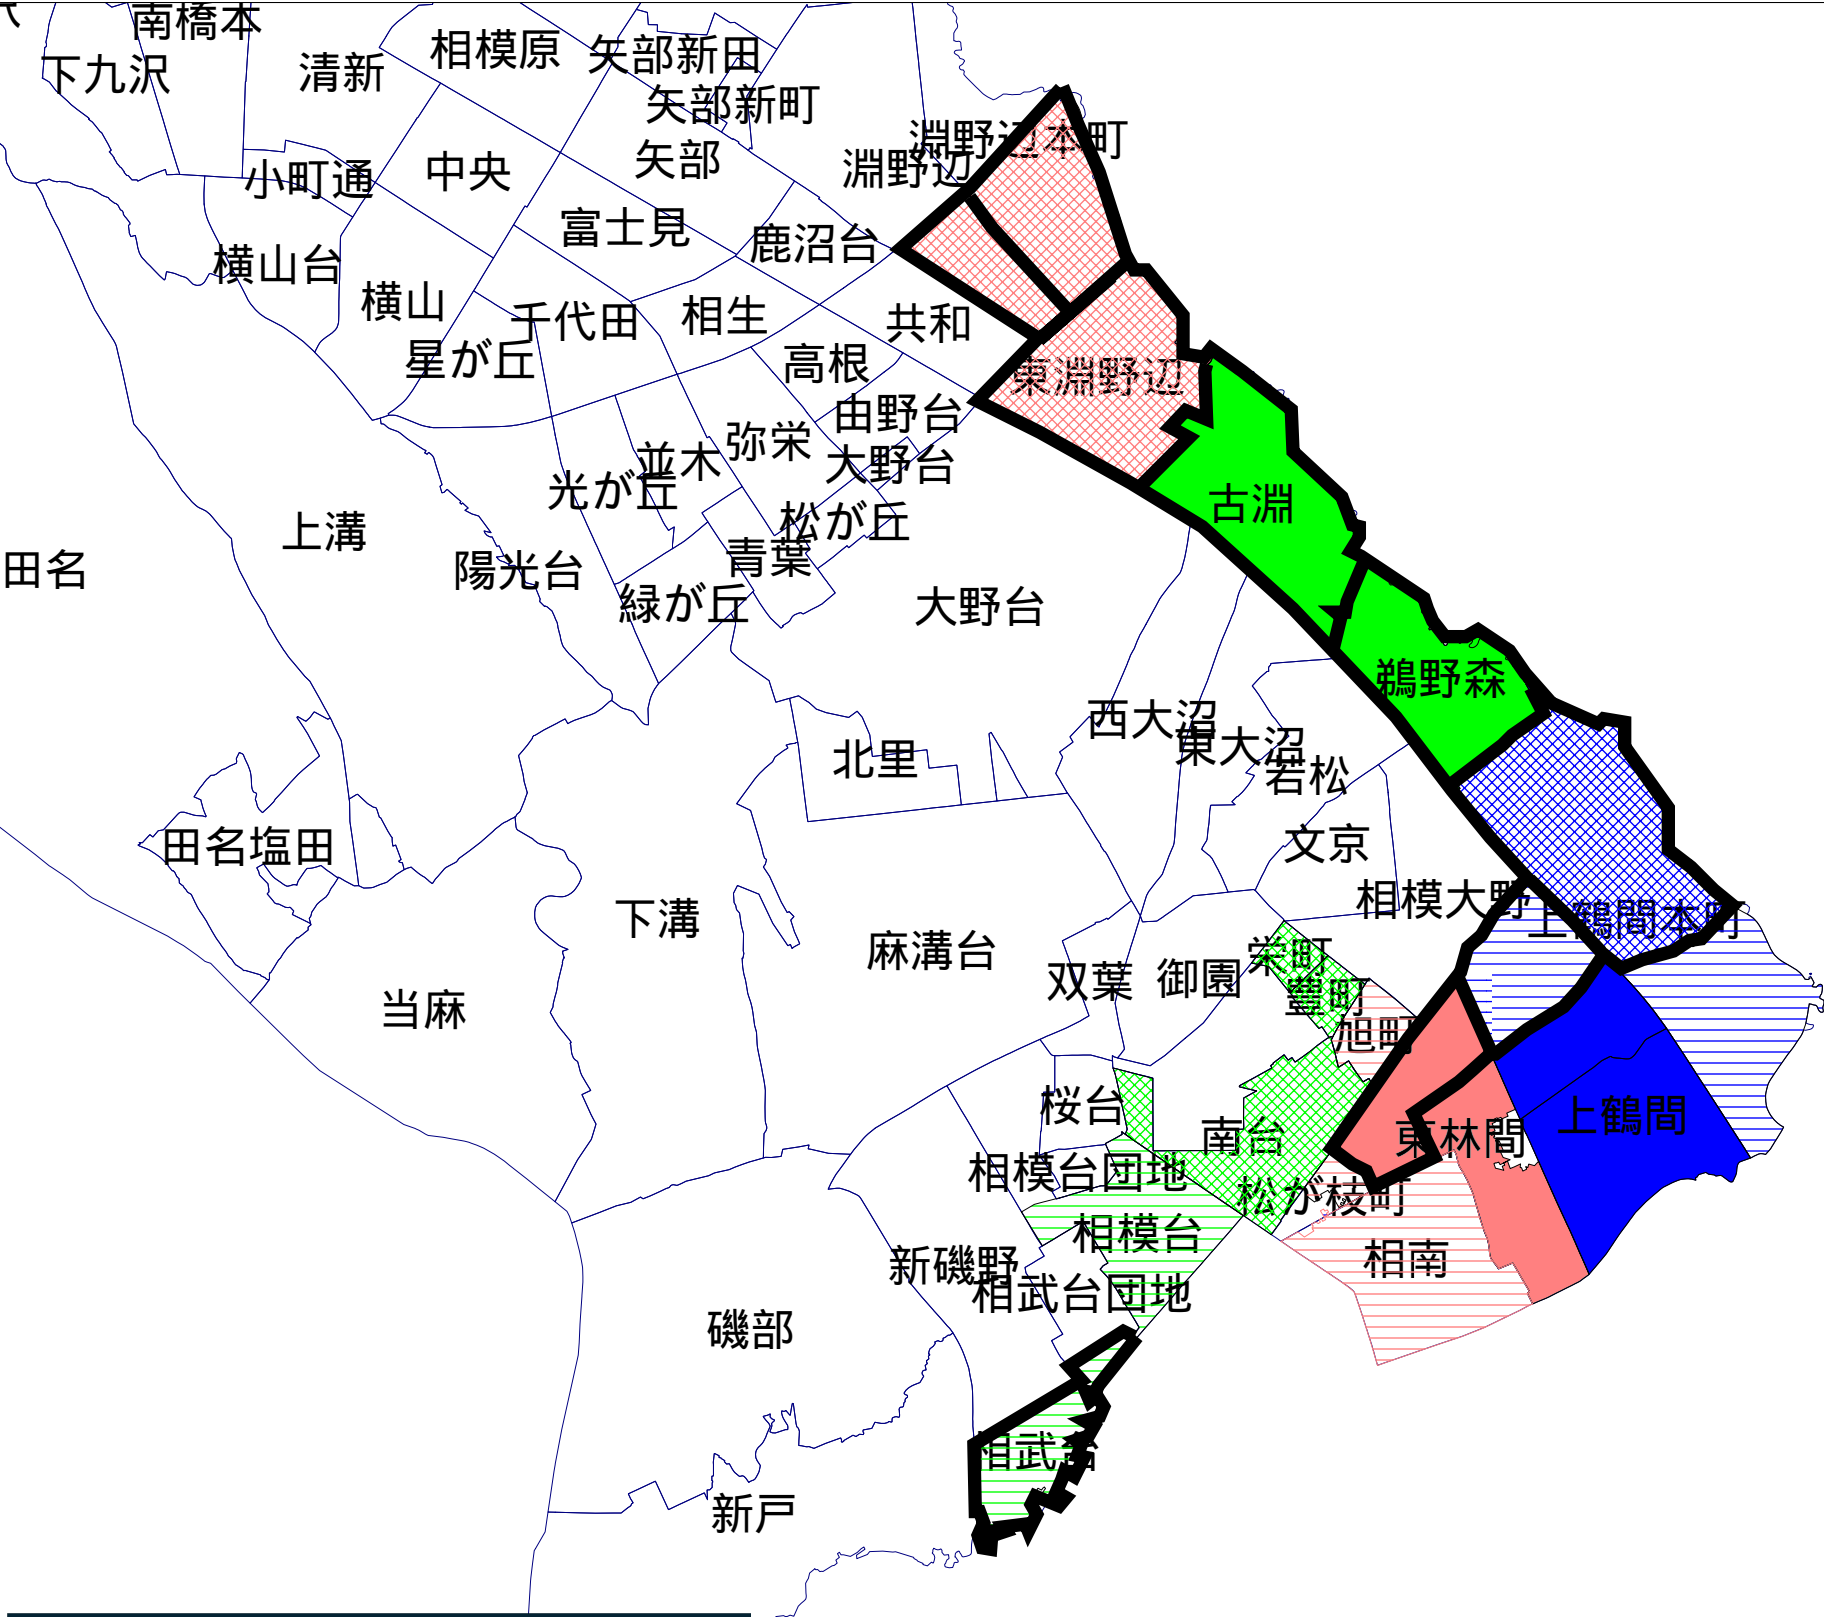 南橋本
下九沢
清新
相模原
矢部新田
矢部新町
淵野辺本町
矢部
淵野辺
小町通
中央
富士見
鹿沼台
横山台
横山
千代田
相生
共和
星が丘
高根
東淵野辺
由野台
弥栄
並木
大野台
光が丘
松が丘
古淵
上溝
青葉
田名
陽光台
緑が丘
大野台
鵜野森
西大沼
東大沼
北里
若松
田名塩田
文京
相模大野
下溝
上鶴間本町
麻溝台
栄町
双葉
御園
豊町
当麻
旭町
桜台
南台
東林間
上鶴間
相模台団地
松が枝町
相模台
相南
新磯野
相武台団地
磯部
相武台
新戸